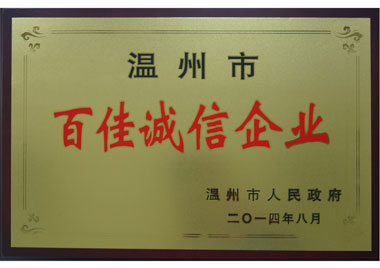 温州市
百佳诚信企业
温州市人民政府
二〇一四年八月